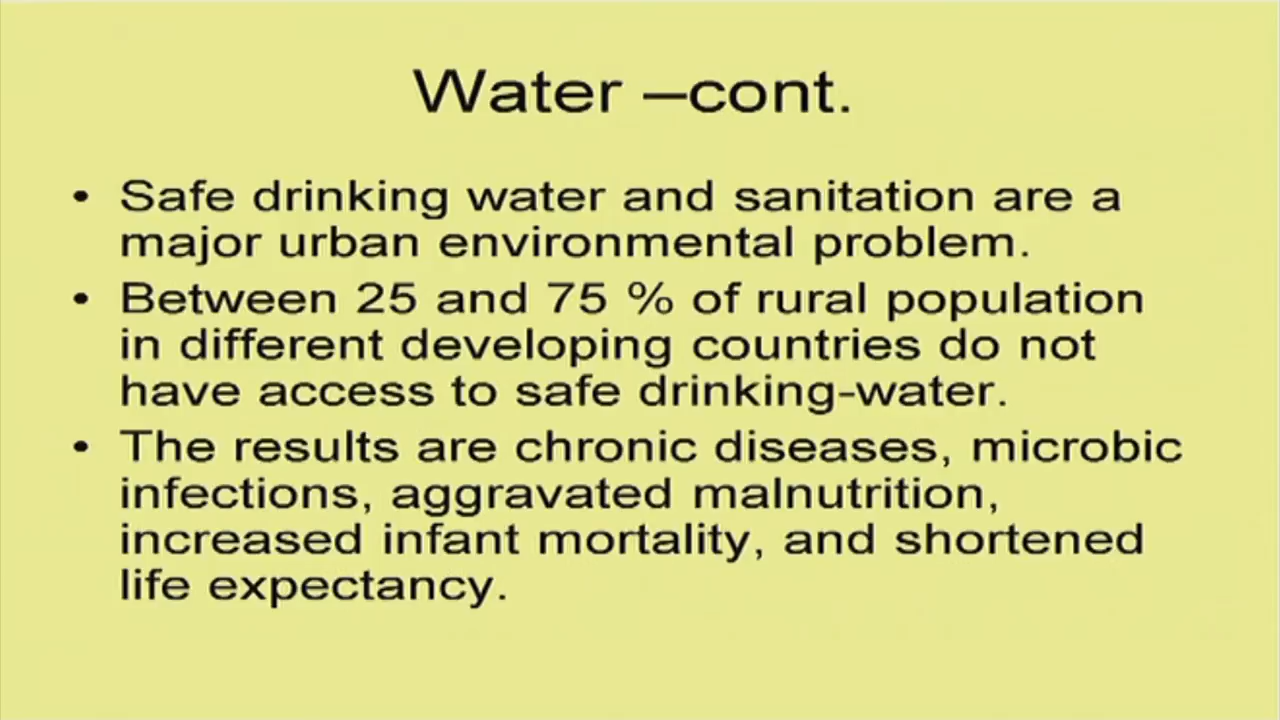 Water –cont.
• Safe drinking water and sanitation are a
major urban environmental problem.
• Between 25 and 75 % of rural population
in different developing countries do not
have access to safe drinking-water.
• The results are chronic diseases, microbic
infections, aggravated malnutrition,
increased infant mortality, and shortened
life expectancy.